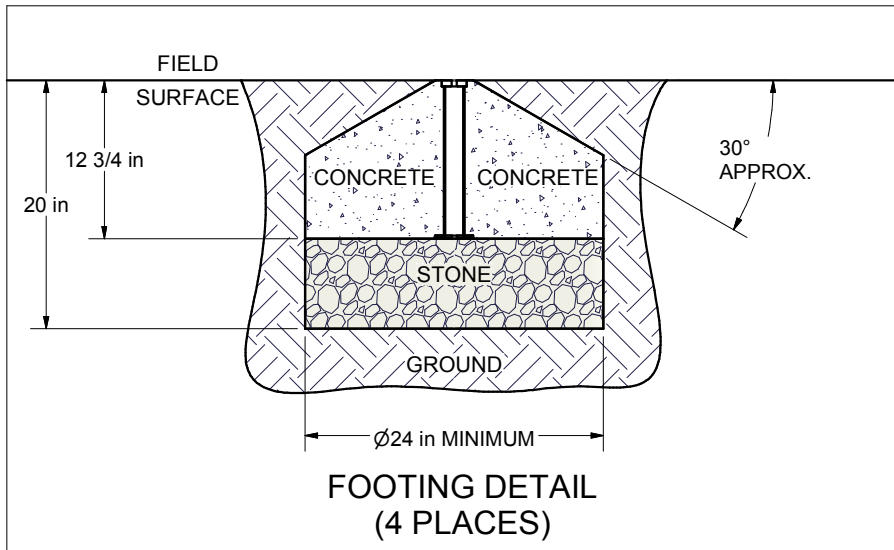 FIELD
SURFACE
12 3/4 in
20 in
CONCRETE
CONCRETE
30°
APPROX.
STONE
GROUND
Ø24 in MINIMUM
FOOTING DETAIL
(4 PLACES)